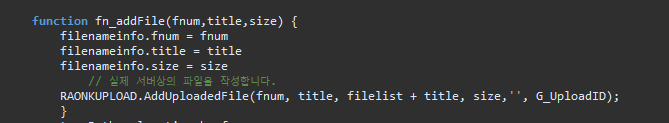 function fn_addFile(fnum,title,size) {
filenameinfo.fnum = fnum
filenameinfo.title = title
filenameinfo.size = size
// 실제 서버상의 파일을 작성합니다.
RAONKUPLOAD.AddUploadedFile(fnum, title, filelist + title, size,'', G_UploadID);
}